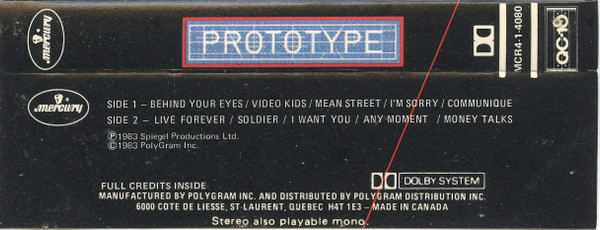 mercury
PROTOTYPE
MCR4-1-4080
QC-10
mercury
SIDE 1 – BEHIND YOUR EYES / VIDEO KIDS / MEAN STREET / I'M SORRY / COMMUNIQUE
SIDE 2 – LIVE FOREVER / SOLDIER / I WANT YOU / ANY MOMENT / MONEY TALKS
Ⓟ1983 Spiegel Productions Ltd.
©1983 PolyGram Inc.
DOLBY SYSTEM
FULL CREDITS INSIDE
MANUFACTURED BY POLYGRAM INC. AND DISTRIBUTED BY POLYGRAM DISTRIBUTION INC.
6000 COTE DE LIESSE, ST-LAURENT, QUEBEC H4T 1E3 – MADE IN CANADA
Stereo also playable mono.